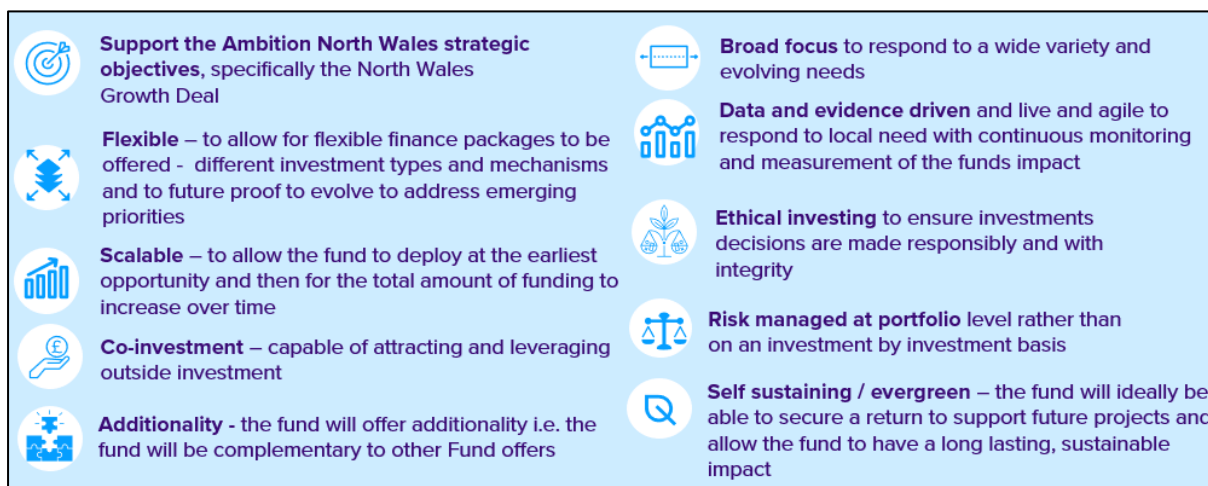 Support the Ambition North Wales strategic
objectives, specifically the North Wales
Growth Deal
Flexible – to allow for flexible finance packages to be
offered - different investment types and mechanisms
and to future proof to evolve to address emerging
priorities
Scalable – to allow the fund to deploy at the earliest
opportunity and then for the total amount of funding to
increase over time
£
Co-investment – capable of attracting and leveraging
outside investment
Additionality - the fund will offer additionality i.e. the
fund will be complementary to other Fund offers
Broad focus to respond to a wide variety and
evolving needs
Data and evidence driven and live and agile to
respond to local need with continuous monitoring
and measurement of the funds impact
Ethical investing to ensure investments
decisions are made responsibly and with
integrity
Risk managed at portfolio level rather than
on an investment by investment basis
Self sustaining / evergreen – the fund will ideally be
able to secure a return to support future projects and
allow the fund to have a long lasting, sustainable
impact